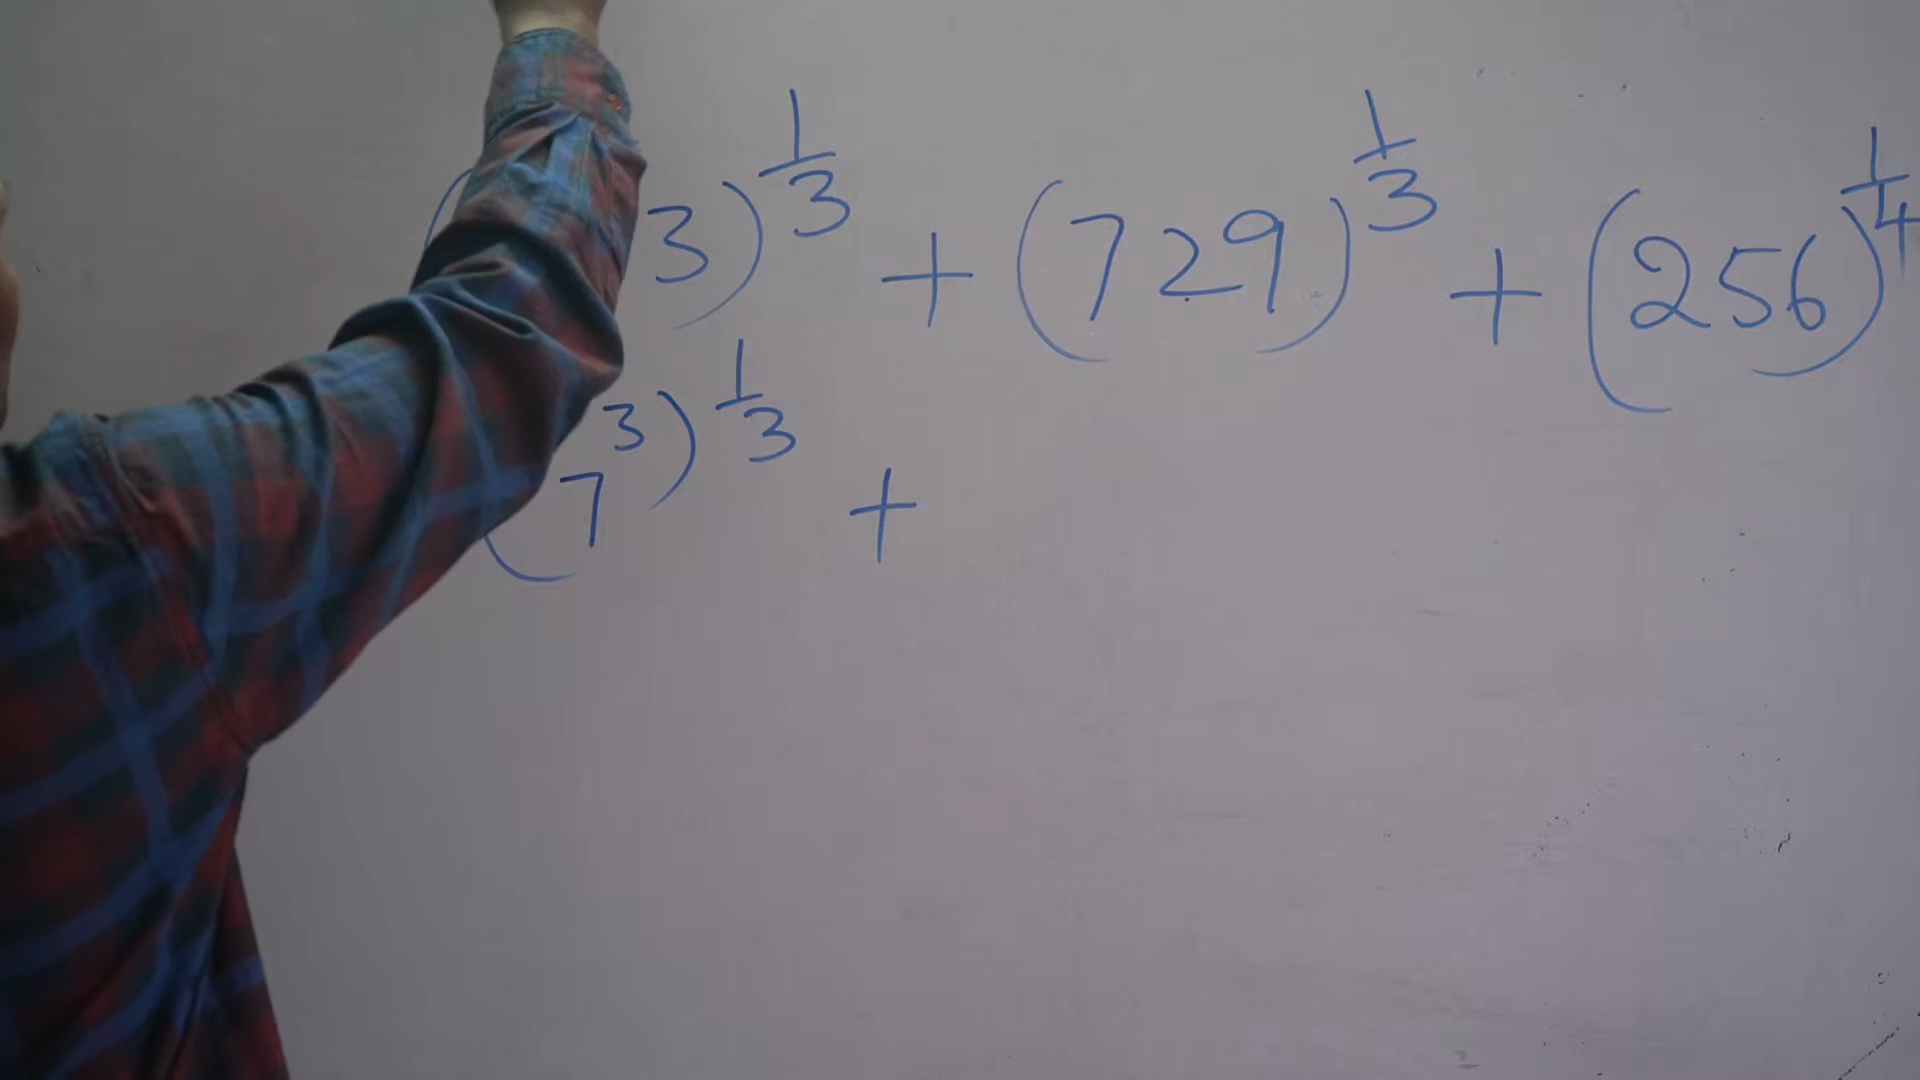 3)^{1/3} + (729)^{1/3} + (256)^{1/4}
(7^3)^{1/3} +